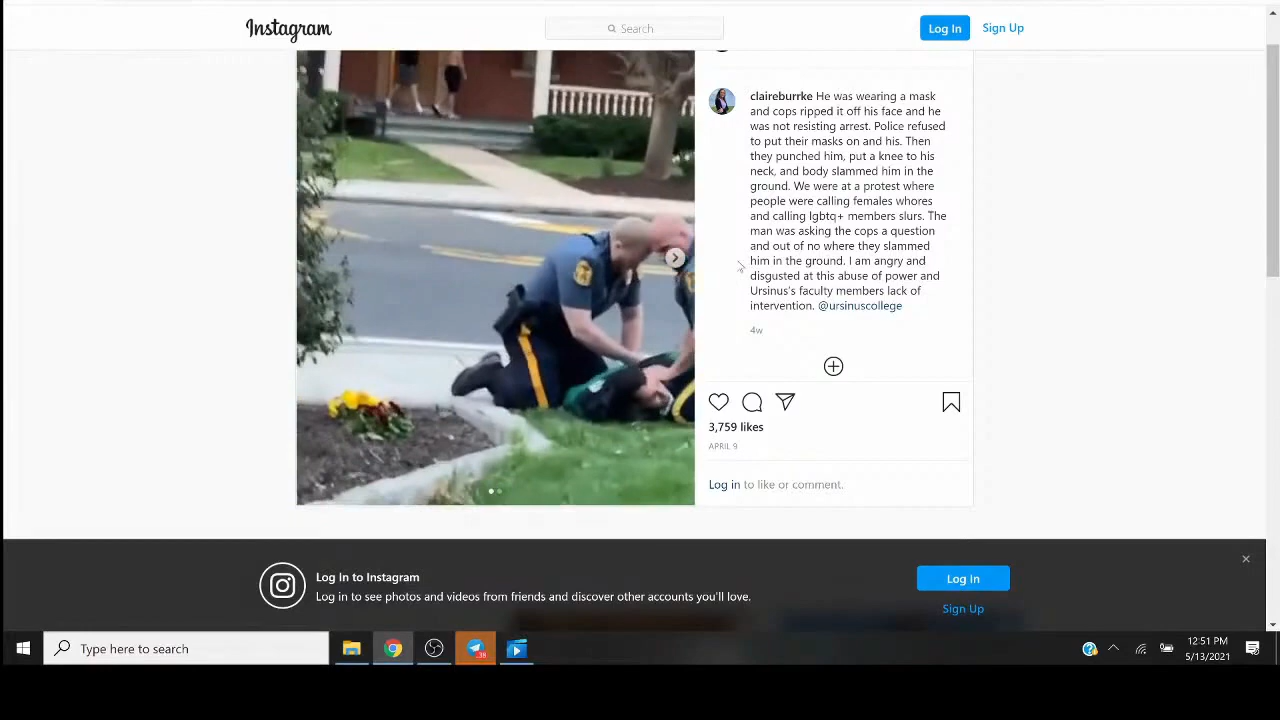 Instagram
Search
Log In
Sign Up
claireburrke He was wearing a mask
and cops ripped it off his face and he
was not resisting arrest. Police refused
to put their masks on and his. Then
they punched him, put a knee to his
neck, and body slammed him in the
ground. We were at a protest where
people were calling females whores
and calling lgbtq+ members slurs. The
man was asking the cops a question
and out of no where they slammed
him in the ground. I am angry and
disgusted at this abuse of power and
Ursinus's faculty members lack of
intervention. @ursinuscollege
4w
3,759 likes
APRIL 9
Log in to like or comment.
Log In to Instagram
Log in to see photos and videos from friends and discover other accounts you'll love.
Log In
Sign Up
Type here to search
12:51 PM
5/13/2021